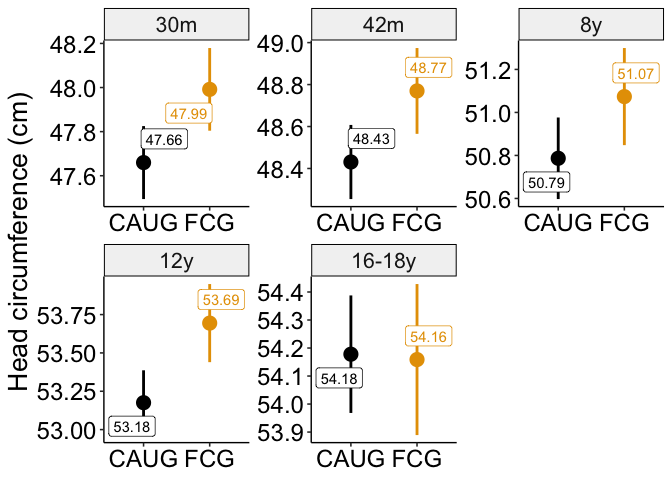 Head circumference (cm)
30m
48.2
48.0
47.8
47.6
47.66
47.99
CAUG FCG
42m
49.0
48.8
48.6
48.4
48.43
48.77
CAUG FCG
8y
51.2
51.0
50.8
50.6
50.79
51.07
CAUG FCG
12y
53.75
53.50
53.25
53.00
53.18
53.69
CAUG FCG
16-18y
54.4
54.3
54.2
54.1
54.0
53.9
54.18
54.16
CAUG FCG